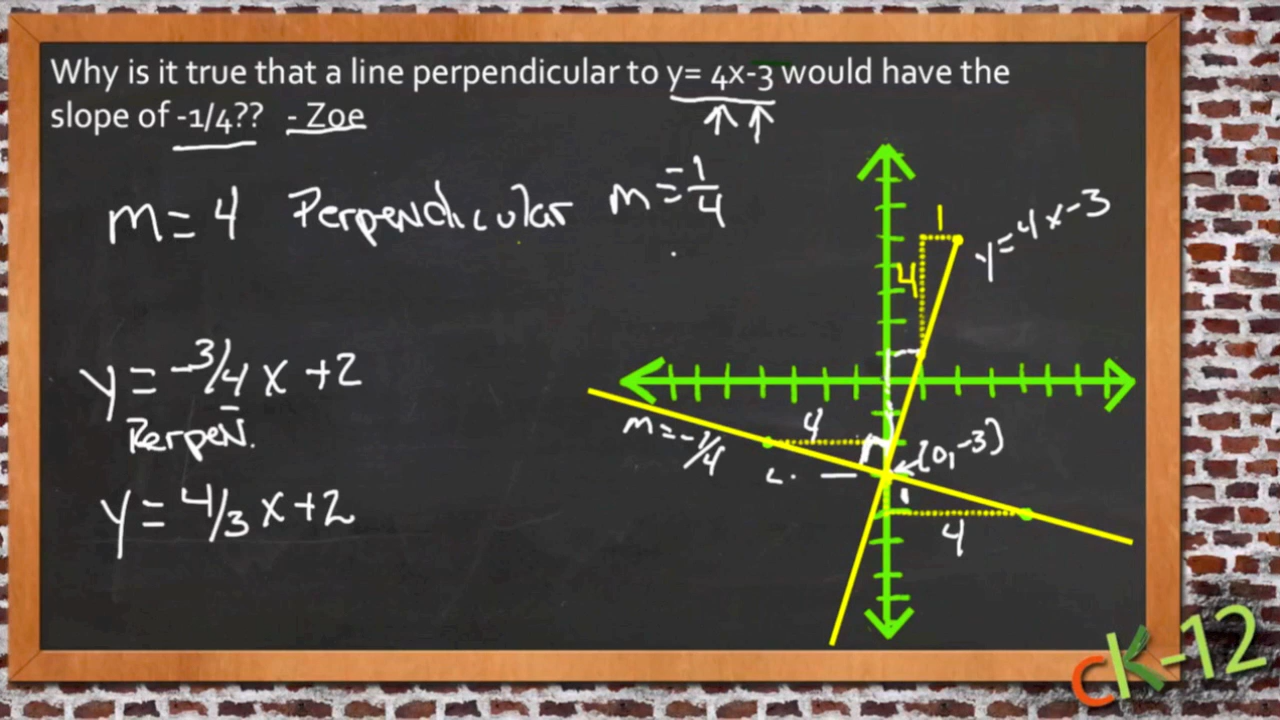 Why is it true that a line perpendicular to y= 4x-3 would have the
slope of -1/4?? - Zoe
m = 4 Perpendicular m = -1/4
1
y = 4x-3
4
y = -3/4 x + 2
Perpen.
y = 4/3 x + 2
4
m = -1/4
(0, -3)
1
4
cK-12